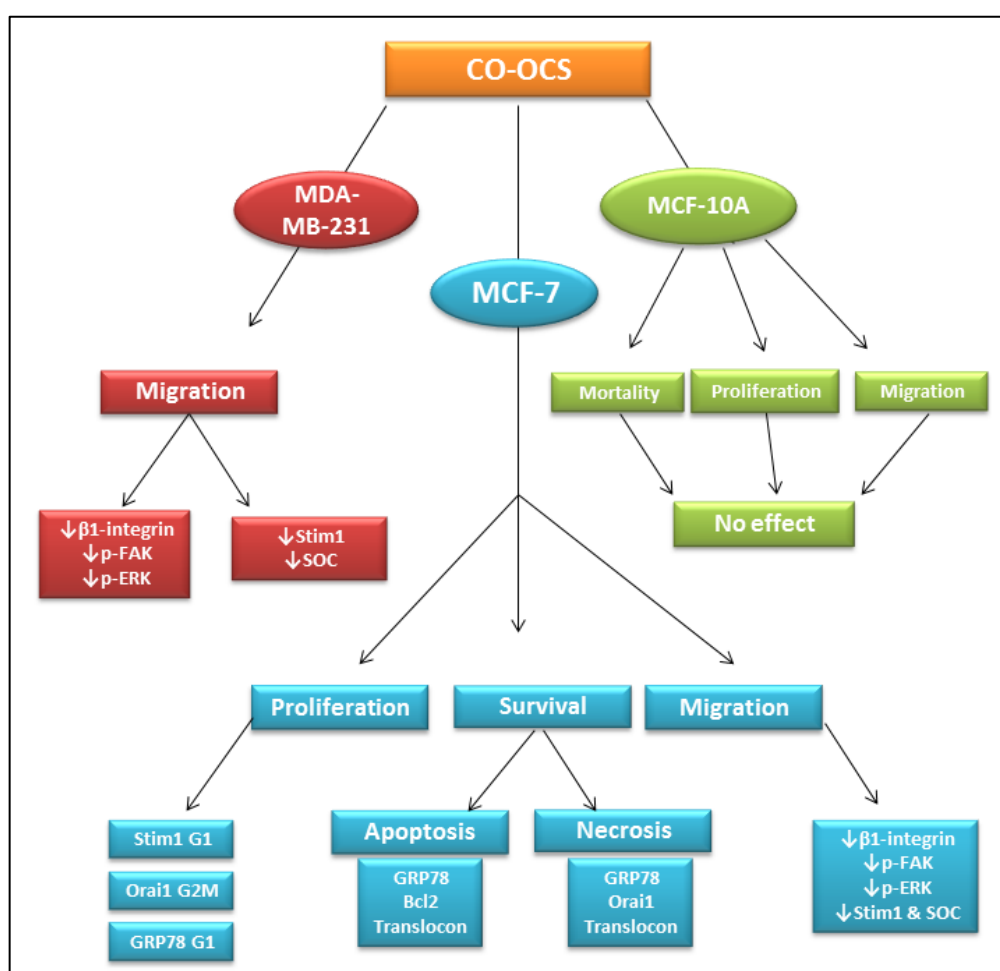 CO-OCS
MDA-
MB-231
MCF-10A
MCF-7
Migration
↓β1-integrin
↓p-FAK
↓p-ERK
↓Stim1
↓SOC
Mortality
Proliferation
Migration
No effect
Proliferation
Survival
Migration
Stim1 G1
Orai1 G2M
GRP78 G1
Apoptosis
GRP78
Bcl2
Translocon
Necrosis
GRP78
Orai1
Translocon
↓β1-integrin
↓p-FAK
↓p-ERK
↓Stim1 & SOC